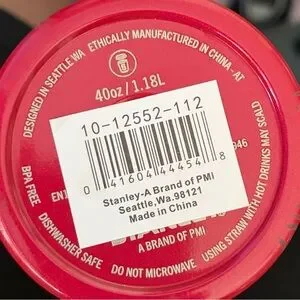 DESIGNED IN SEATTLE WA
ETHICALLY MANUFACTURED IN CHINA - AT
40oz/1.18L
10-12552-112
0 41604 44454 8
Stanley-A Brand of PMI
Seattle,Wa.98121
Made in China
A BRAND OF PMI
BPA FREE
DISHWASHER SAFE
DO NOT MICROWAVE
USING STRAW WITH HOT DRINKS MAY SCALD